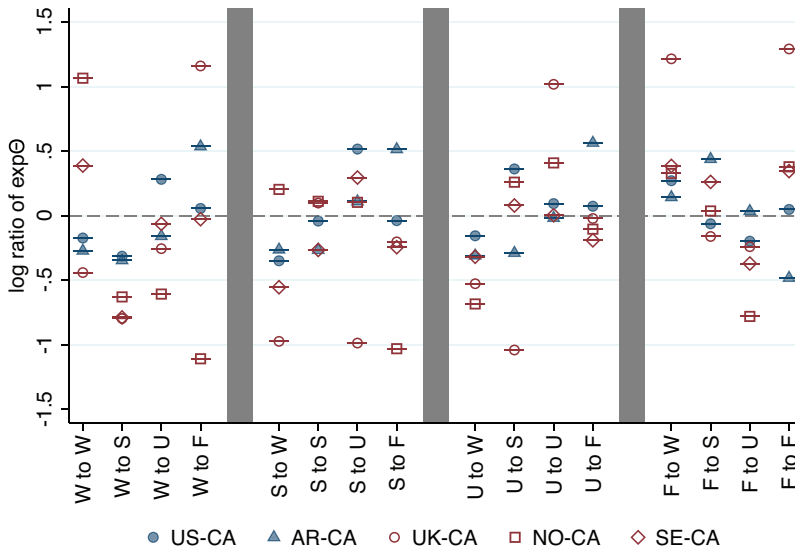 log ratio of expΘ
1.5
1
.5
0
-.5
-1
-1.5
W to W
W to S
W to U
W to F
S to W
S to S
S to U
S to F
U to W
U to S
U to U
U to F
F to W
F to S
F to U
F to F
US-CA AR-CA UK-CA NO-CA SE-CA